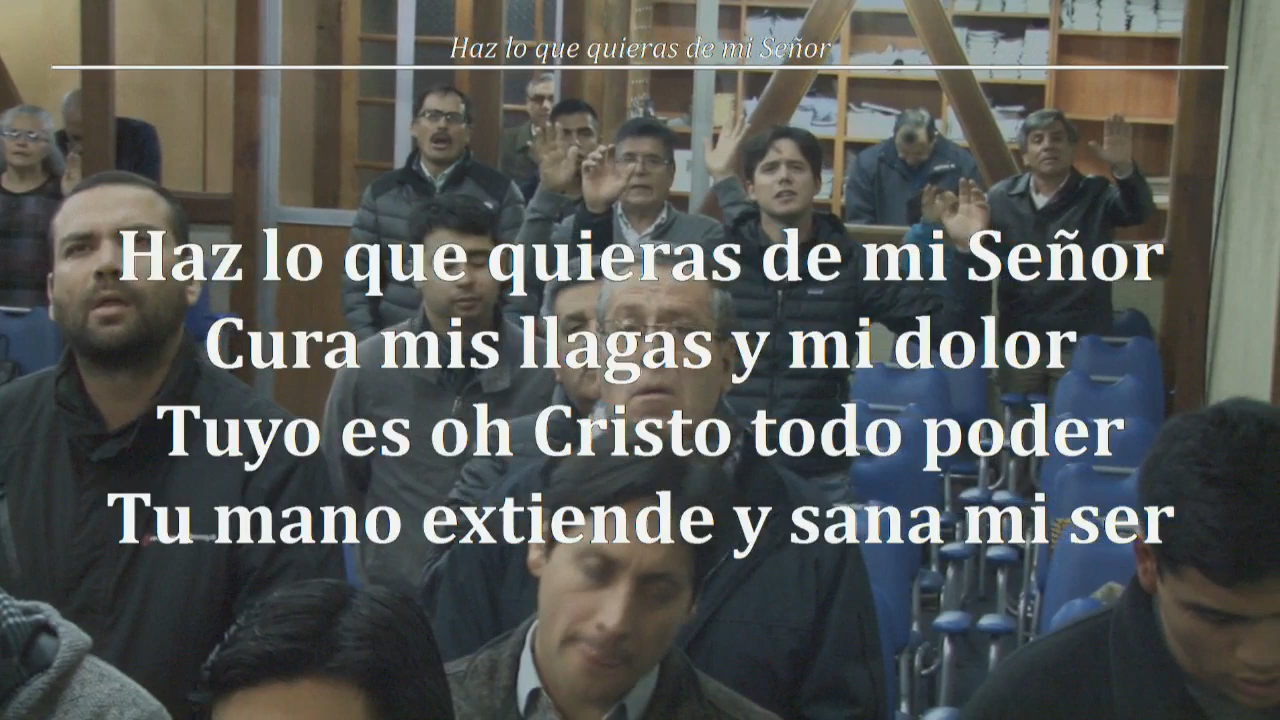 Haz lo que quieras de mi Señor
Haz lo que quieras de mi Señor
Cura mis llagas y mi dolor
Tuyo es oh Cristo todo poder
Tu mano extiende y sana mi ser